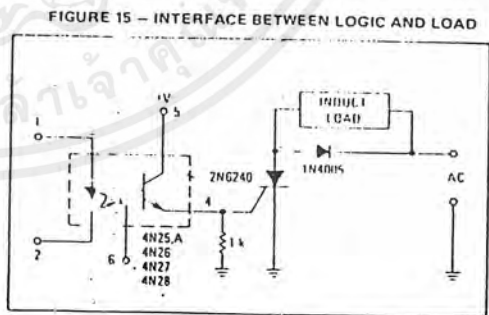 FIGURE 15 – INTERFACE BETWEEN LOGIC AND LOAD
1
+V
5
INDUCT
LOAD
1N4005
2N6240
AC
4
1 k
4N25,A
4N26
4N27
4N28
6
2